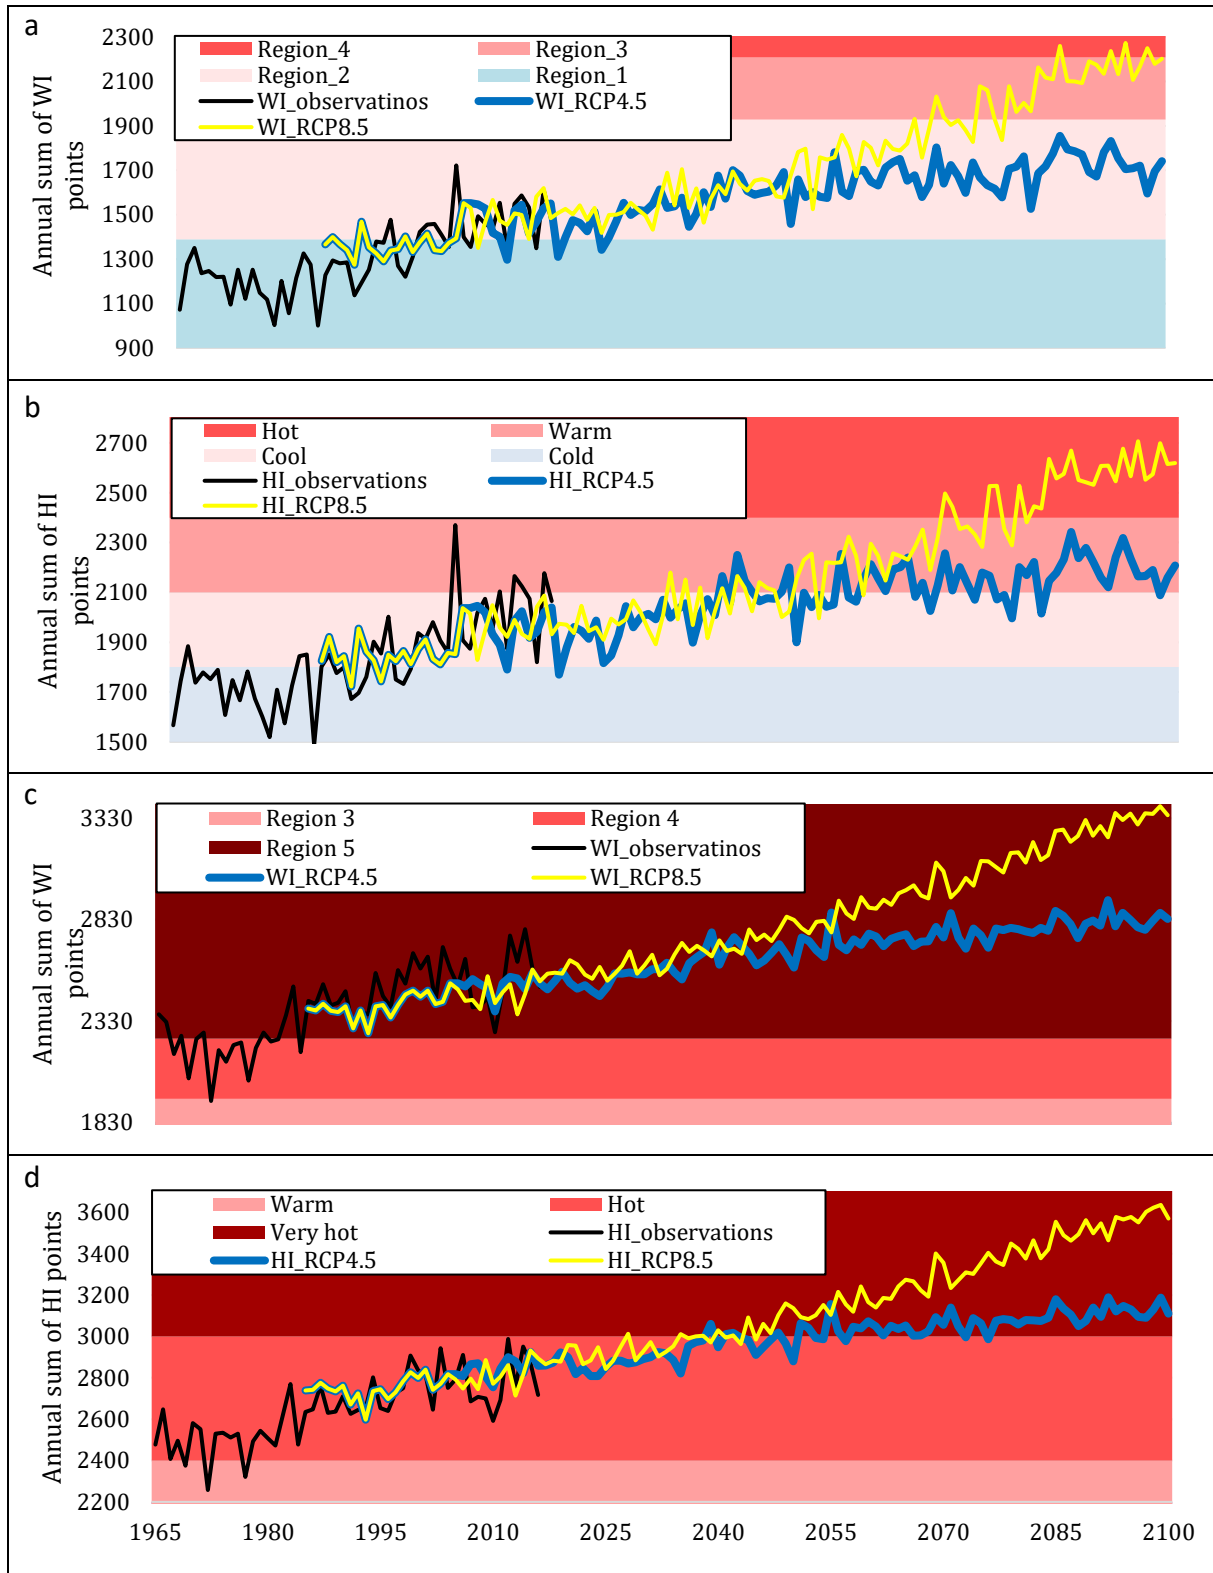 a
Annual sum of WI
points
2300
2100
1900
1700
1500
1300
1100
900
Region_4 Region_3
Region_2 Region_1
WI_observatinos WI_RCP4.5
WI_RCP8.5
b
Annual sum of HI
points
2700
2500
2300
2100
1900
1700
1500
Hot Warm
Cool Cold
HI_observations HI_RCP4.5
HI_RCP8.5
c
Annual sum of WI
points
3330
2830
2330
1830
Region 3 Region 4
Region 5 WI_observatinos
WI_RCP4.5 WI_RCP8.5
d
Annual sum of HI points
3600
3400
3200
3000
2800
2600
2400
2200
Warm Hot
Very hot HI_observations
HI_RCP4.5 HI_RCP8.5
1965 1980 1995 2010 2025 2040 2055 2070 2085 2100